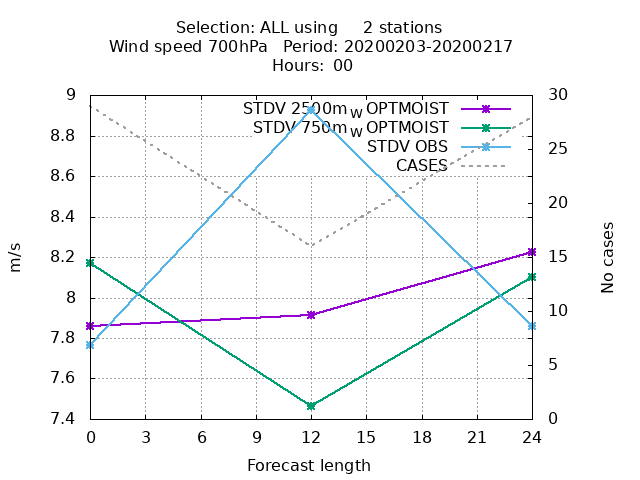 Selection: ALL using 2 stations
Wind speed 700hPa Period: 20200203-20200217
Hours: 00
STDV 2500m_W OPTMOIST
STDV 750m_W OPTMOIST
STDV OBS
CASES
9
8.8
8.6
8.4
8.2
8
7.8
7.6
7.4
m/s
30
25
20
15
10
5
0
No cases
0 3 6 9 12 15 18 21 24
Forecast length